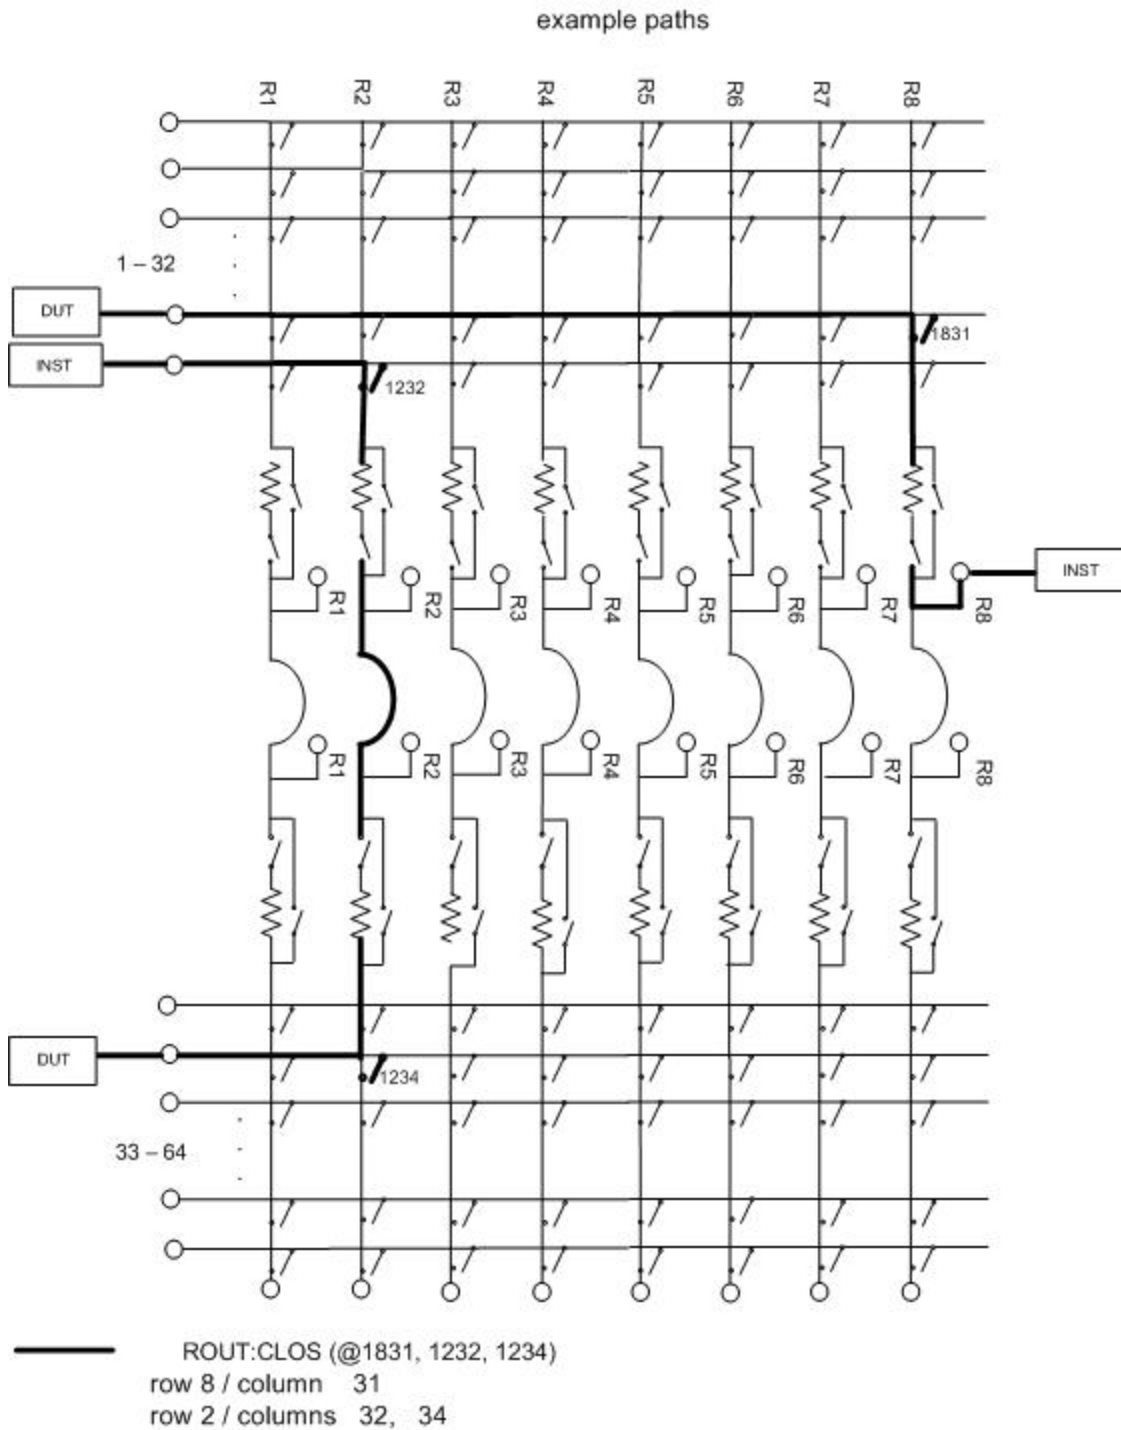 example paths
R1 R2 R3 R4 R5 R6 R7 R8
1 – 32
DUT
1831
INST
1232
INST
R1 R2 R3 R4 R5 R6 R7 R8
R1 R2 R3 R4 R5 R6 R7 R8
DUT
1234
33 – 64
ROUT:CLOS (@1831, 1232, 1234)
row 8 / column 31
row 2 / columns 32, 34